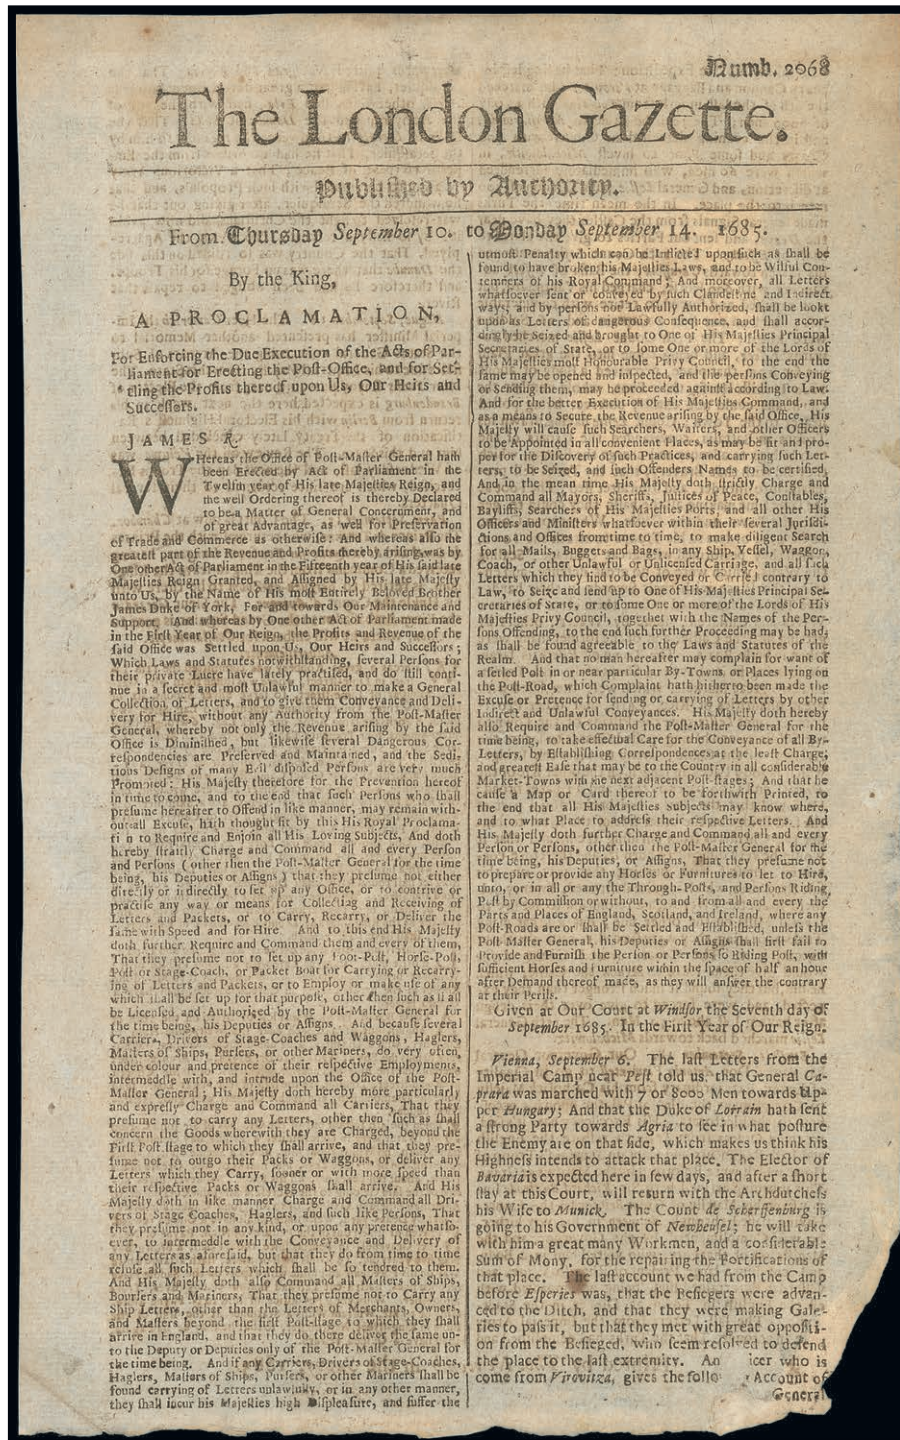 Numb. 2068
The London Gazette.
Published by Authority.
From Thursday September 10. to Monday September 14. 1685.
By the King,
A PROCLAMATION,
For Enforcing the Due Execution of the Acts of Par-
liament for Erecting the Post-Office, and for Set-
tling the Profits thereof upon Us, Our Heirs and
Successors.
JAMES R.
WHereas the Office of Post-Master General hath
been Erected by Act of Parliament in the
Twelfth year of His late Majesties Reign, and
the well Ordering thereof is thereby Declared
to be a Matter of General Concernment, and
of great Advantage, as well for Preservation
of Trade and Commerce as otherwise: And whereas also the
greatest part of the Revenue and Profits thereby arising, was by
One other Act of Parliament in the Fifteenth year of His said late
Majesties Reign Granted, and Assigned by His late Majesty
unto Us, by the Name of His most Entirely Beloved Brother
James Duke of York, For and towards Our Maintenance and
Support, And whereas by One other Act of Parliament made
in the First Year of Our Reign, the Profits and Revenue of the
said Office was Settled upon Us, Our Heirs and Successors;
Which Laws and Statutes notwithstanding, several Persons for
their private Lucre have lately practised, and do still conti-
nue in a secret and most Unlawful manner to make a General
Collection of Letters, and to give them Conveyance and Deli-
very for Hire, without any Authority from the Post-Master
General, whereby not only the Revenue arising by the said
Office is Diminished, but likewise several Dangerous Cor-
respondencies are Preserved and Maintained, and the Sedi-
tious Designs of many Evil disposed Persons are very much
Promoted: His Majesty therefore for the Prevention hereof
in time to come, and to the end that such Persons who shall
presume hereafter to Offend in like manner, may remain with-
out all Excuse, hath thought fit by this His Royal Proclama-
ti n to Require and Enjoin all His Loving Subjects, And doth
hereby straitly Charge and Command all and every Person
and Persons (other then the Post-Master General for the time
being, his Deputies or Assigns) that they presume not either
directly or indirectly to set up any Office, or to contrive or
practise any way or means for Collecting and Receiving of
Letters and Packets, or to Carry, Recarry, or Deliver the
same with Speed and for Hire. And to this end His Majesty
doth further Require and Command them and every of them,
That they presume not to set up any Foot-Post, Horse-Post,
Post or Stage-Coach, or Packet Boat for Carrying or Recarry-
ing of Letters and Packets, or to Employ or make use of any
which shall be set up for that purpose, other then such as shall
be Licensed and Authorized by the Post-Master General for
the time being, his Deputies or Assigns. And because several
Carriers, Drivers of Stage-Coaches and Waggons, Haglers,
Masters of Ships, Pursers, or other Mariners, do very often,
under colour and pretence of their respective Employments,
intermeddle with, and intrude upon the Office of the Post-
Master General; His Majesty doth hereby more particularly
and expresly Charge and Command all Carriers, That they
presume not to carry any Letters, other then such as shall
concern the Goods wherewith they are Charged, beyond the
First Post-stage to which they shall arrive, and that they pre-
sume not to outgo their Packs or Waggons, or deliver any
Letters which they Carry, sooner or with more speed than
their respective Packs or Waggons shall arrive. And His
Majesty doth in like manner Charge and Command all Dri-
vers of Stage Coaches, Haglers, and such like Persons, That
they presume not in any kind, or upon any pretence whatso-
ever, to intermeddle with the Conveyance and Delivery of
any Letters as aforesaid, but that they do from time to time
refuse all such Letters which shall be so tendred to them.
And His Majesty doth also Command all Masters of Ships,
Boursers and Mariners, That they presume not to Carry any
Ship Letters, other than the Letters of Merchants, Owners,
and Masters beyond the first Post-stage to which they shall
arrive in England, and that they do there deliver the same un-
to the Deputy or Deputies only of the Post-Master General for
the time being. And if any Carriers, Drivers of Stage-Coaches,
Haglers, Masters of Ships, Pursers, or other Mariners shall be
found carrying of Letters unlawfully, or in any other manner,
they shall incur his Majesties high Displeasure, and suffer the
utmost Penalty which can be Inflicted upon such as shall be
found to have broken his Majesties Laws, and to be Wilful Con-
temners of his Royal Command; And moreover, all Letters
whatsoever sent or conveyed by such Clandestine and Indirect
ways; and by persons not Lawfully Authorized, shall be lookt
upon as Letters of dangerous Consequence, and shall accor-
dingly be Seized and brought to One of His Majesties Principal
Secretaries of State, or to some One or more of the Lords of
His Majesties most Honourable Privy Council, to the end the
same may be opened and inspected, and the persons Conveying
or Sending them, may be proceeded against according to Law.
And for the better Execution of His Majesties Command, and
as a means to Secure the Revenue arising by the said Office, His
Majesty will cause such Searchers, Waiters, and other Officers
to be Appointed in all convenient Places, as may be fit and pro-
per for the Discovery of such Practices, and carrying such Let-
ters, to be Seized, and such Offenders Names to be certified,
And in the mean time His Majesty doth strictly Charge and
Command all Mayors, Sheriffs, Justices of Peace, Constables,
Bayliffs, Searchers of His Majesties Ports, and all other His
Officers and Ministers whatsoever within their several Jurisdi-
ctions and Offices from time to time, to make diligent Search
for all Mails, Buggets and Bags, in any Ship, Vessel, Waggon,
Coach, or other Unlawful or Unlicensed Carriage, and all such
Letters which they find to be Conveyed or Carried contrary to
Law, to Seize and send up to One of His Majesties Principal Se-
cretaries of State, or to some One or more of the Lords of His
Majesties Privy Council, together with the Names of the Per-
sons Offending, to the end such further Proceeding may be had,
as shall be found agreeable to the Laws and Statutes of the
Realm. And that no man hereafter may complain for want of
a setled Post in or near particular By-Towns or Places lying on
the Post-Road, which Complaint hath hitherto been made the
Excuse or Pretence for sending or carrying of Letters by other
Indirect and Unlawful Conveyances. His Majesty doth hereby
also Require and Command the Post-Master General for the
time being, to take effectual Care for the Conveyance of all By-
Letters, by Establishing Correspondencies at the least Charge,
and greatest Ease that may be to the Country in all considerable
Market-Towns with the next adjacent Post-stages; And that he
cause a Map or Card thereof to be forthwith Printed, to
the end that all His Majesties Subjects may know where,
and to what Place to address their respective Letters. And
His Majesty doth further Charge and Command all and every
Person or Persons, other then the Post-Master General for the
time being, his Deputies, or Assigns, That they presume not
to prepare or provide any Horses or Furnitures to let to Hire,
unto, or in all or any the Through-Posts, and Persons Riding
Post by Commission or without, to and from all and every the
Parts and Places of England, Scotland, and Ireland, where any
Post-Roads are or shall be Settled and Established, unless the
Post-Master General, his Deputies or Assigns shall first fail to
Provide and Furnish the Person or Persons so Riding Post, with
sufficient Horses and Furniture within the space of half an hour
after Demand thereof made, as they will answer the contrary
at their Perils.
Given at Our Court at Windsor the Seventh day of
September 1685. In the First Year of Our Reign.
Vienna, September 6. The last Letters from the
Imperial Camp near Pest told us, that General Ca-
prara was marched with 7 or 8000 Men towards Up-
per Hungary; And that the Duke of Lorrain hath sent
a strong Party towards Agria to see in what posture
the Enemy are on that side, which makes us think his
Highness intends to attack that place. The Elector of
Bavaria is expected here in few days, and after a short
stay at this Court, will return with the Archdutchess
his Wife to Munick. The Count de Scherffenburg is
going to his Government of Newheusel; he will take
with him a great many Workmen, and a considerable
Sum of Mony, for the repairing the Fortifications of
that place. The last account we had from the Camp
before Esperies was, that the Besiegers were advan-
ced to the Ditch, and that they were making Gale-
ries to pass it, but that they met with great oppositi-
on from the Besieged, who seem resolved to defend
the place to the last extremity. An icer who is
come from Virovitza, gives the follo Account of
General